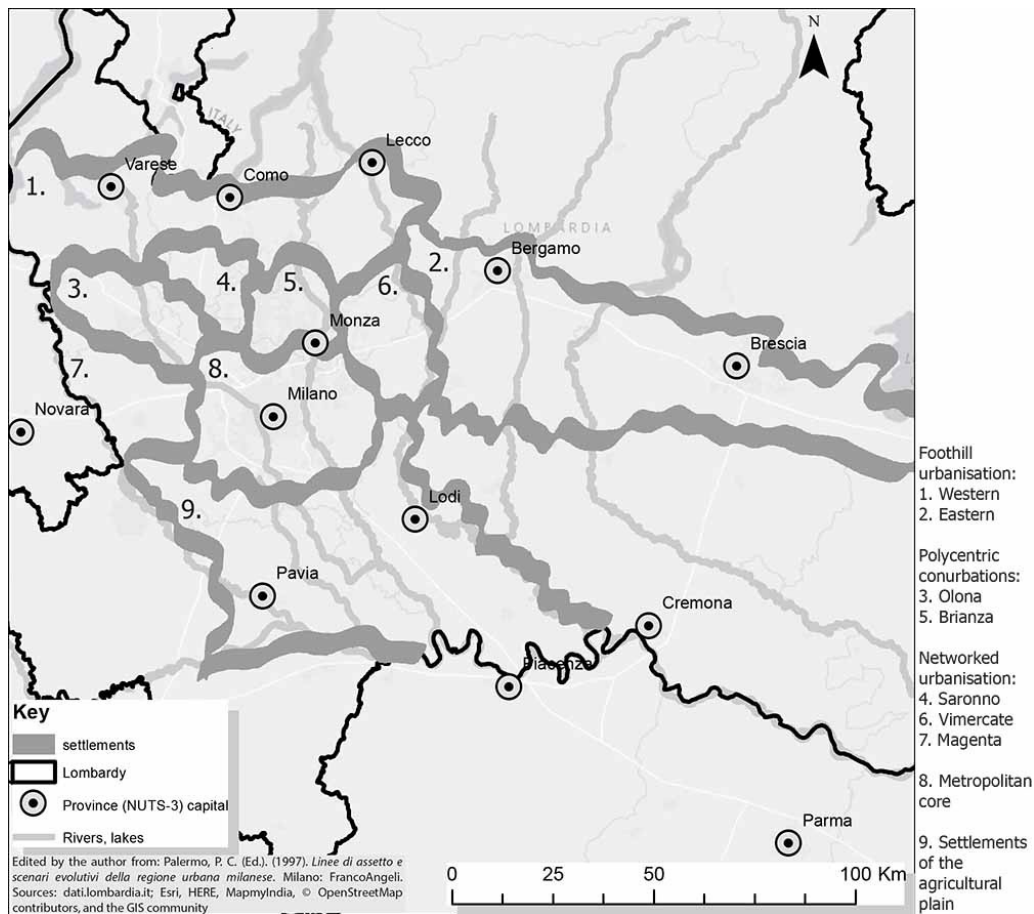 N
ITALY
Lecco
Varese
Como
1.
LOMBARDIA
2.
Bergamo
3.
4.
5.
6.
Monza
Brescia
7.
8.
Milano
Novara
9.
Lodi
Pavia
Cremona
Piacenza
Parma
Key
settlements
Lombardy
Province (NUTS-3) capital
Rivers, lakes
Edited by the author from: Palermo, P. C. (Ed.). (1997). Linee di assetto e
scenari evolutivi della regione urbana milanese. Milano: FrancoAngeli.
Sources: dati.lombardia.it; Esri, HERE, MapmyIndia, © OpenStreetMap
contributors, and the GIS community
0 25 50 100 Km
Foothill
urbanisation:
1. Western
2. Eastern
Polycentric
conurbations:
3. Olona
5. Brianza
Networked
urbanisation:
4. Saronno
6. Vimercate
7. Magenta
8. Metropolitan
core
9. Settlements
of the
agricultural
plain